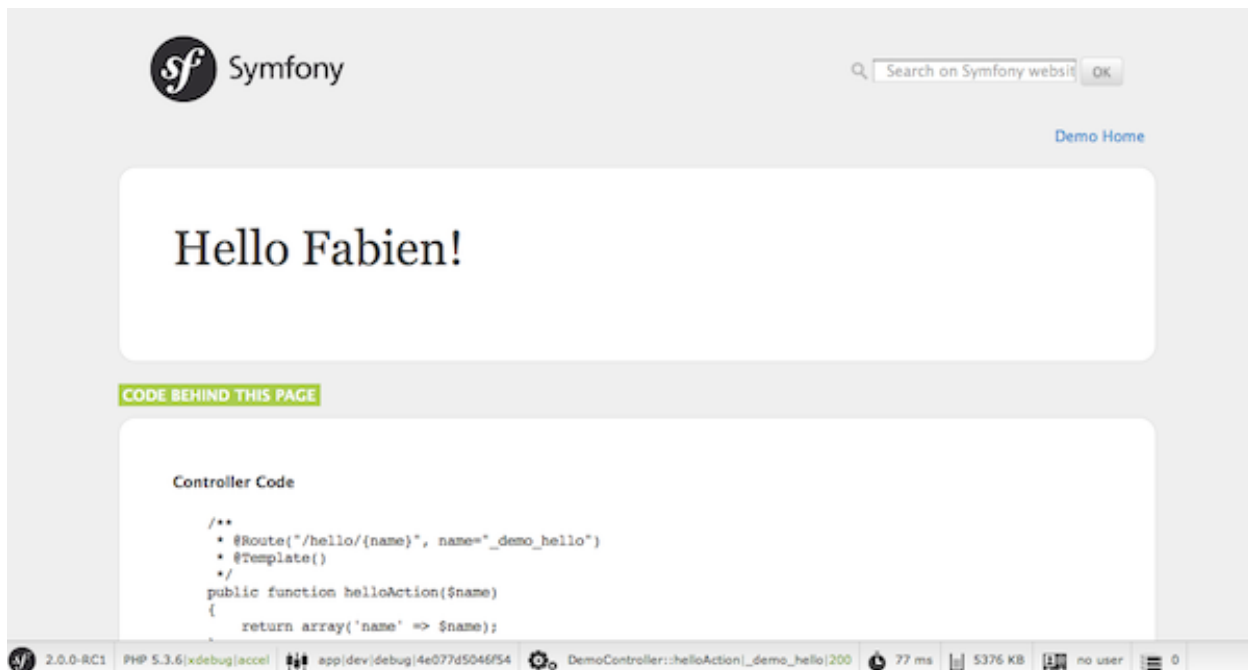 sf Symfony
Search on Symfony websit OK
Demo Home
Hello Fabien!
CODE BEHIND THIS PAGE
Controller Code
/**
* @Route("/hello/{name}", name="_demo_hello")
* @Template()
*/
public function helloAction($name)
{
return array('name' => $name);
sf 2.0.0-RC1 PHP 5.3.6|xdebug|accel app|dev|debug|4e077d5046f54 DemoController::helloAction|_demo_hello|200 77 ms 5376 KB no user 0